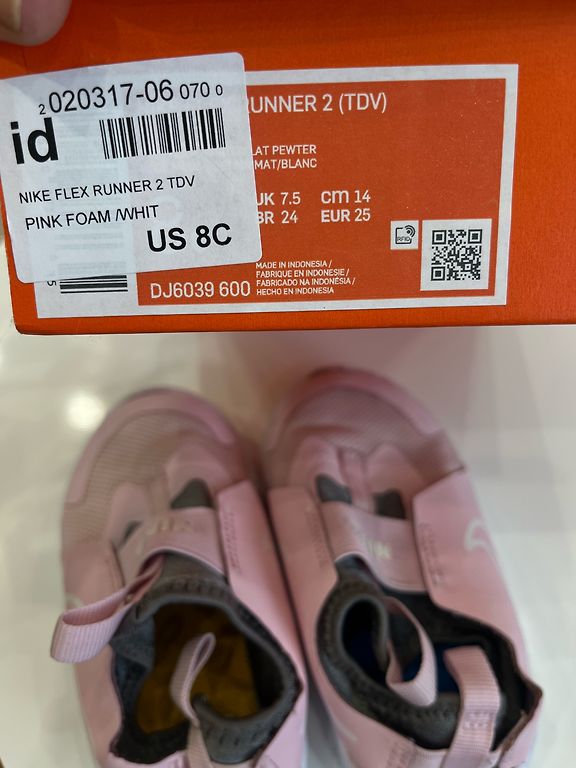 2 020317-06 070 0
id
NIKE FLEX RUNNER 2 TDV
PINK FOAM /WHIT
US 8C
UNNER 2 (TDV)
LAT PEWTER
MAT/BLANC
UK 7.5 cm 14
BR 24 EUR 25
RFID
MADE IN INDONESIA /
FABRIQUE EN INDONESIE /
FABRICADO NA INDONÉSIA /
HECHO EN INDONESIA
DJ6039 600